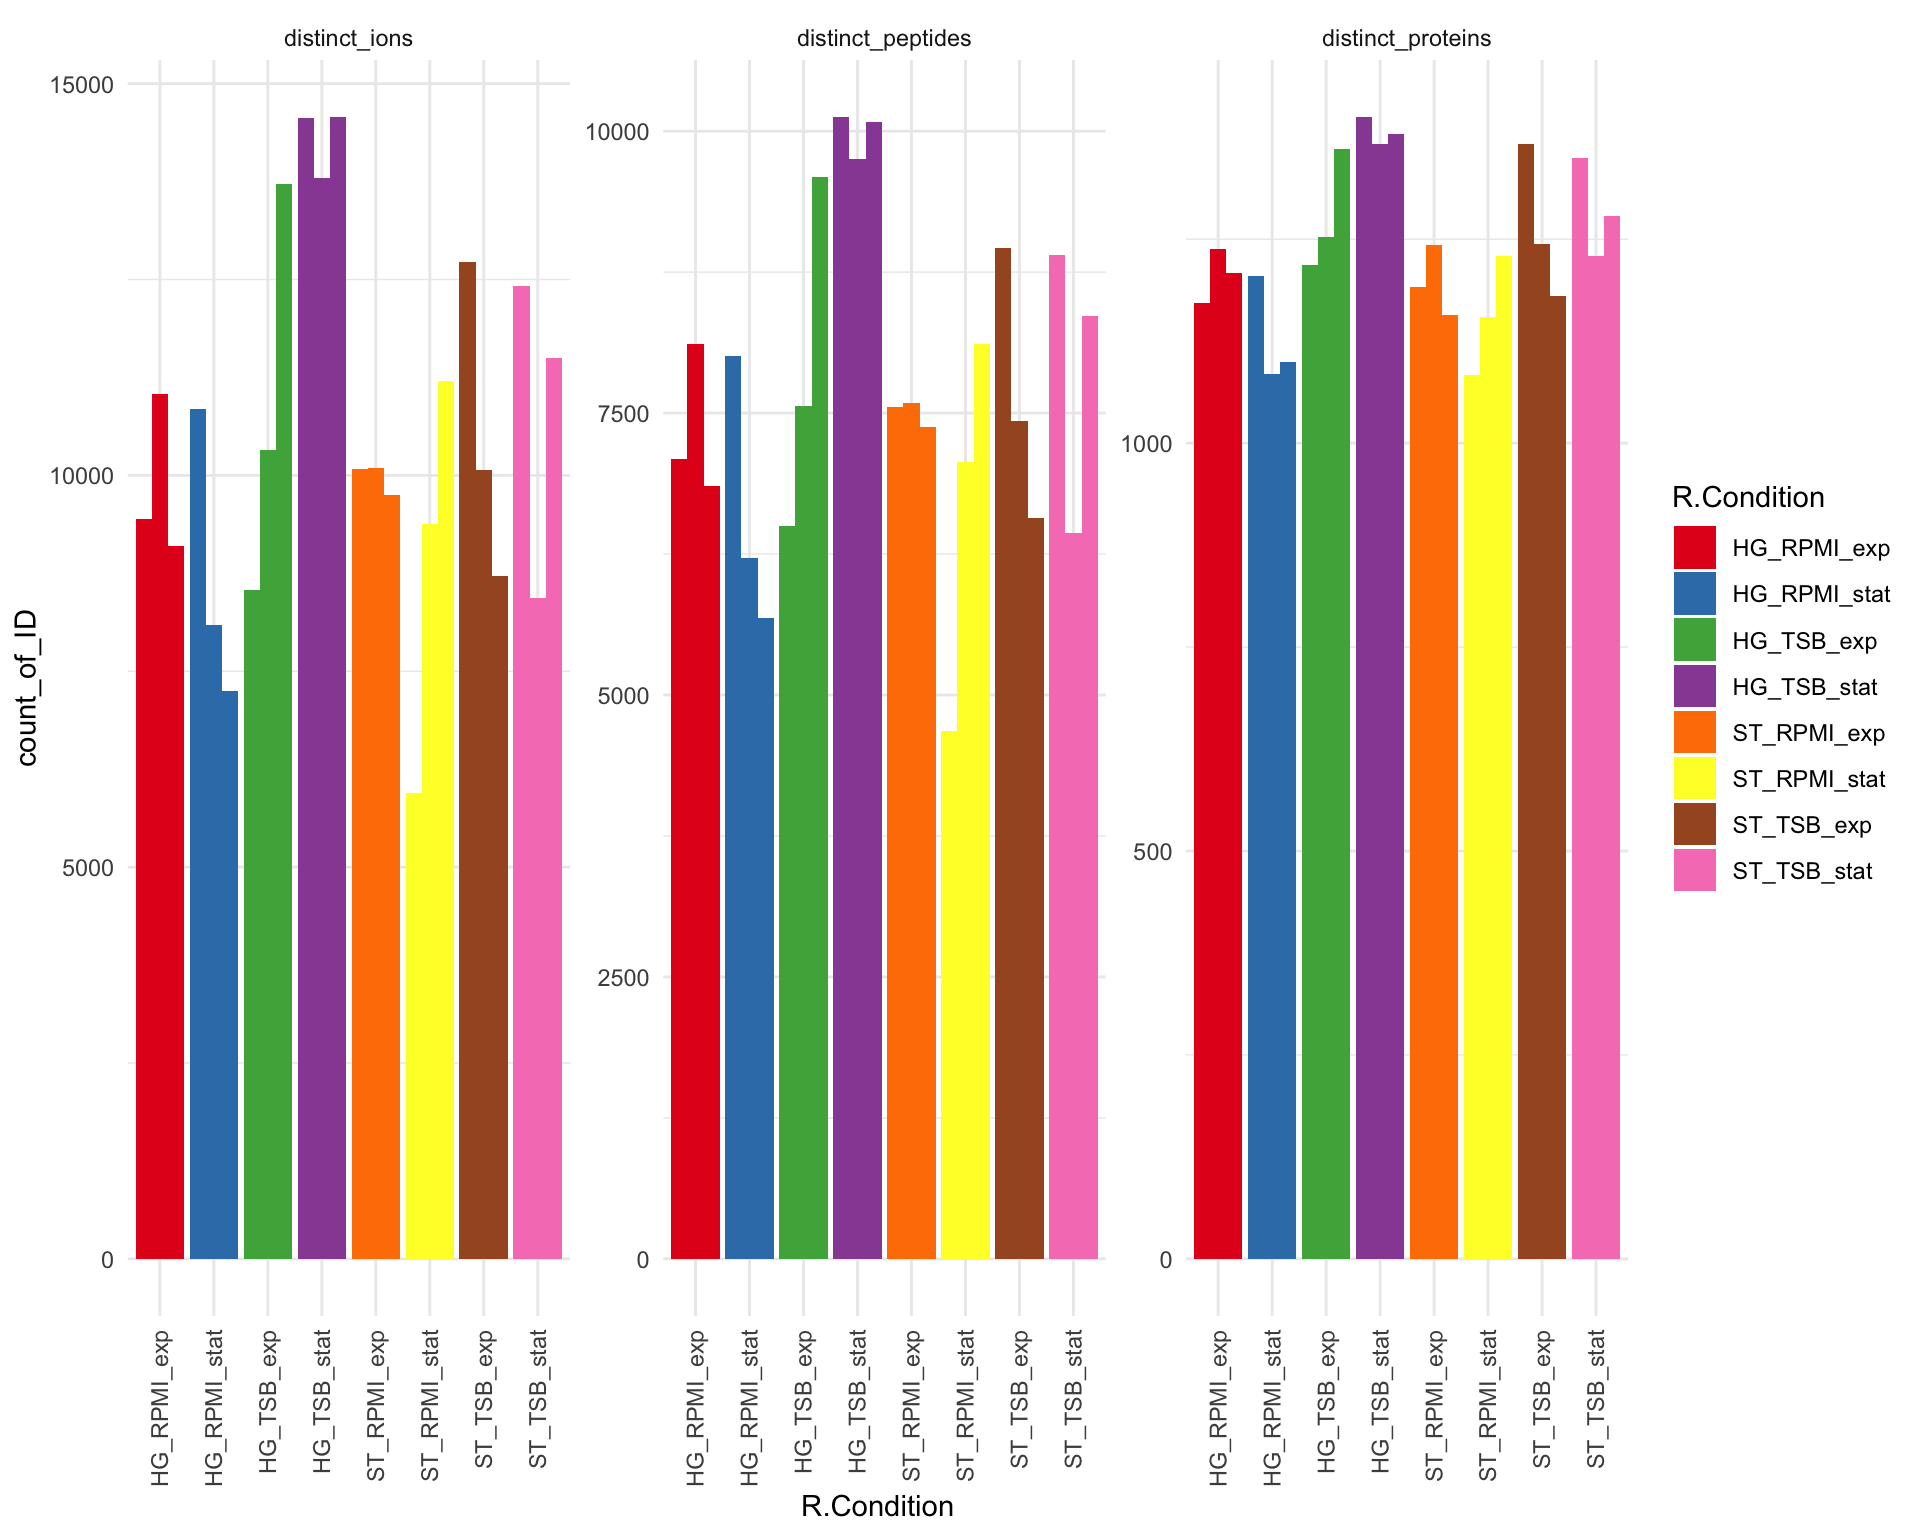 distinct_ions
distinct_peptides
distinct_proteins
15000
10000
5000
0
10000
7500
5000
2500
0
1000
500
0
count_of_ID
HG_RPMI_exp
HG_RPMI_stat
HG_TSB_exp
HG_TSB_stat
ST_RPMI_exp
ST_RPMI_stat
ST_TSB_exp
ST_TSB_stat
HG_RPMI_exp
HG_RPMI_stat
HG_TSB_exp
HG_TSB_stat
ST_RPMI_exp
ST_RPMI_stat
ST_TSB_exp
ST_TSB_stat
HG_RPMI_exp
HG_RPMI_stat
HG_TSB_exp
HG_TSB_stat
ST_RPMI_exp
ST_RPMI_stat
ST_TSB_exp
ST_TSB_stat
R.Condition
R.Condition
HG_RPMI_exp
HG_RPMI_stat
HG_TSB_exp
HG_TSB_stat
ST_RPMI_exp
ST_RPMI_stat
ST_TSB_exp
ST_TSB_stat